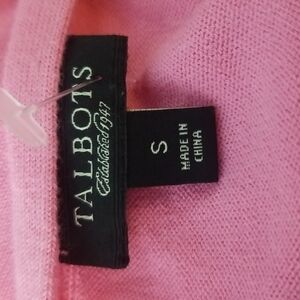 TALBOTS
Established 1947
S
MADE IN
CHINA